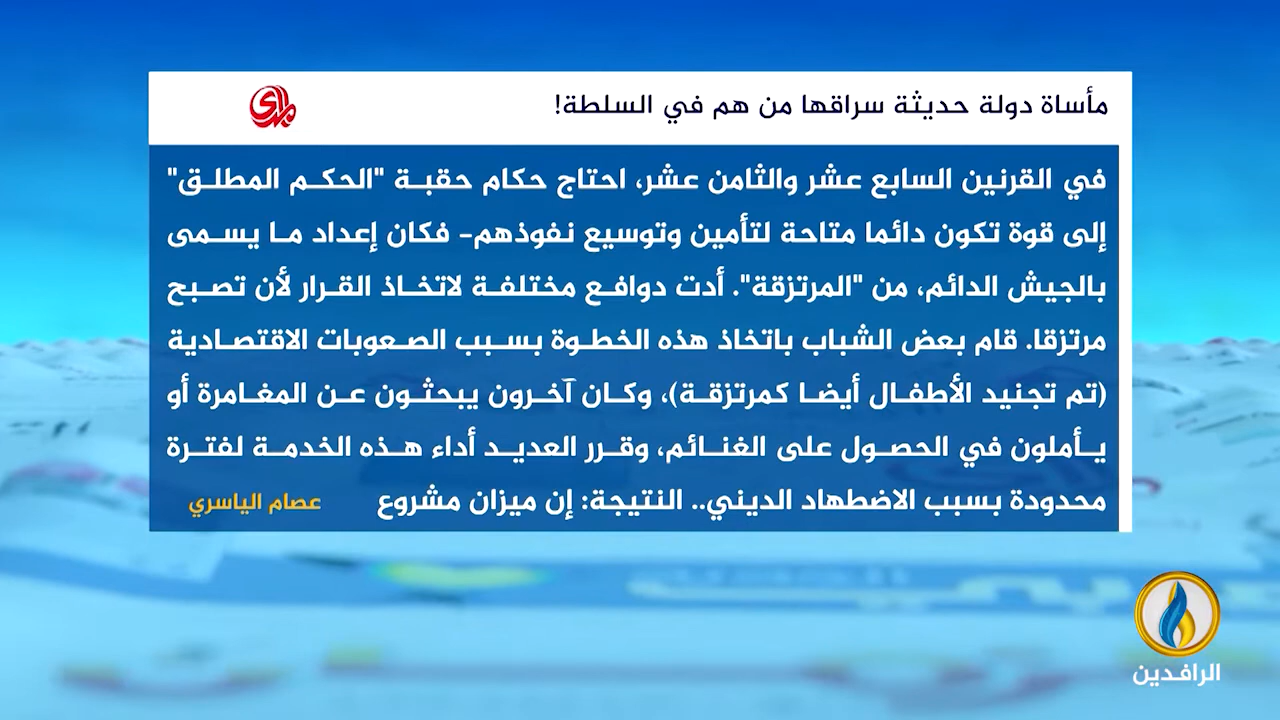 مأساة دولة حديثة سراقها من هم في السلطة!
المدى
في القرنين السابع عشر والثامن عشر، احتاج حكام حقبة "الحكم المطلق"
إلى قوة تكون دائما متاحة لتأمين وتوسيع نفوذهم- فكان إعداد ما يسمى
بالجيش الدائم، من "المرتزقة". أدت دوافع مختلفة لاتخاذ القرار لأن تصبح
مرتزقا. قام بعض الشباب باتخاذ هذه الخطوة بسبب الصعوبات الاقتصادية
(تم تجنيد الأطفال أيضا كمرتزقة)، وكان آخرون يبحثون عن المغامرة أو
يأملون في الحصول على الغنائم، وقرر العديد أداء هذه الخدمة لفترة
محدودة بسبب الاضطهاد الديني.. النتيجة: إن ميزان مشروع
عصام الياسري
الرافدين